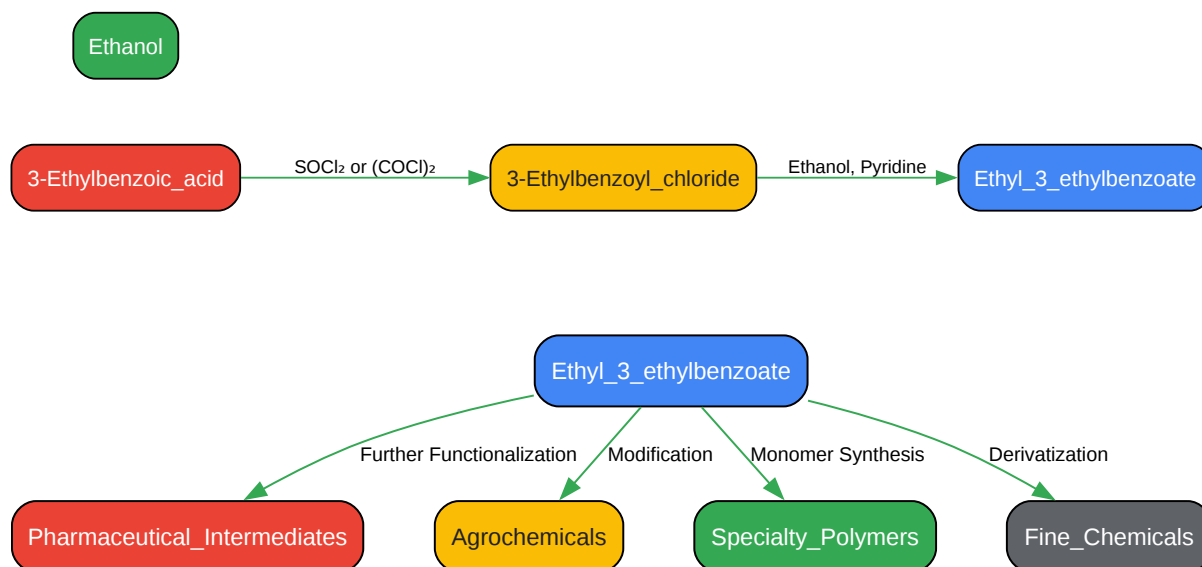 Ethanol
SOCl₂ or (COCl)₂
Ethanol, Pyridine
3-Ethylbenzoic_acid
3-Ethylbenzoyl_chloride
Ethyl_3_ethylbenzoate
Ethyl_3_ethylbenzoate
Further Functionalization
Modification
Monomer Synthesis
Derivatization
Pharmaceutical_Intermediates
Agrochemicals
Specialty_Polymers
Fine_Chemicals